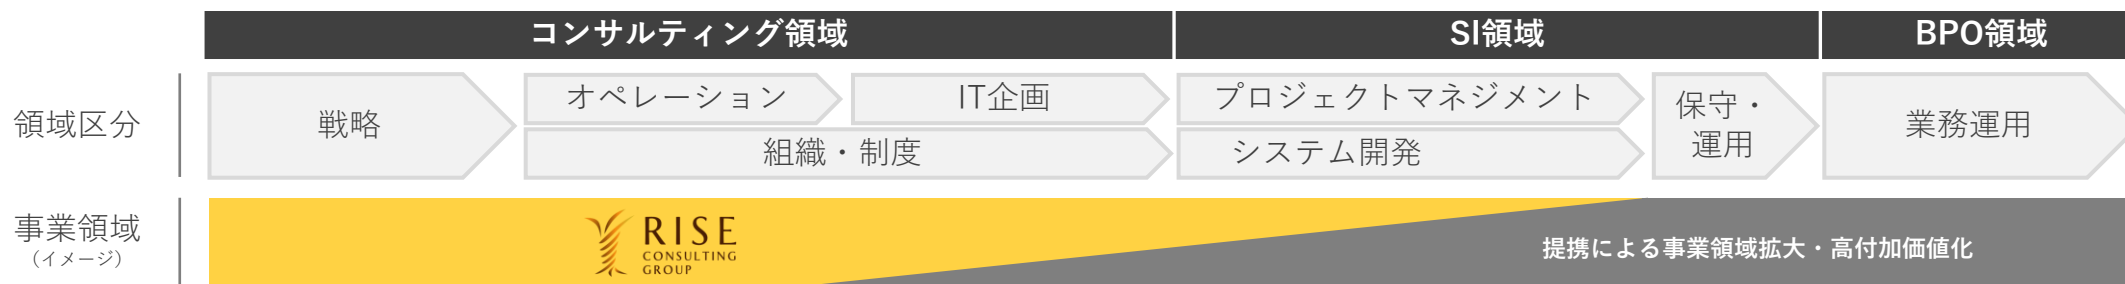 コンサルティング領域
SI領域
BPO領域
領域区分
戦略
オペレーション
IT企画
組織・制度
プロジェクトマネジメント
システム開発
保守・
運用
業務運用
事業領域
（イメージ）
RISE
CONSULTING
GROUP
提携による事業領域拡大・高付加価値化